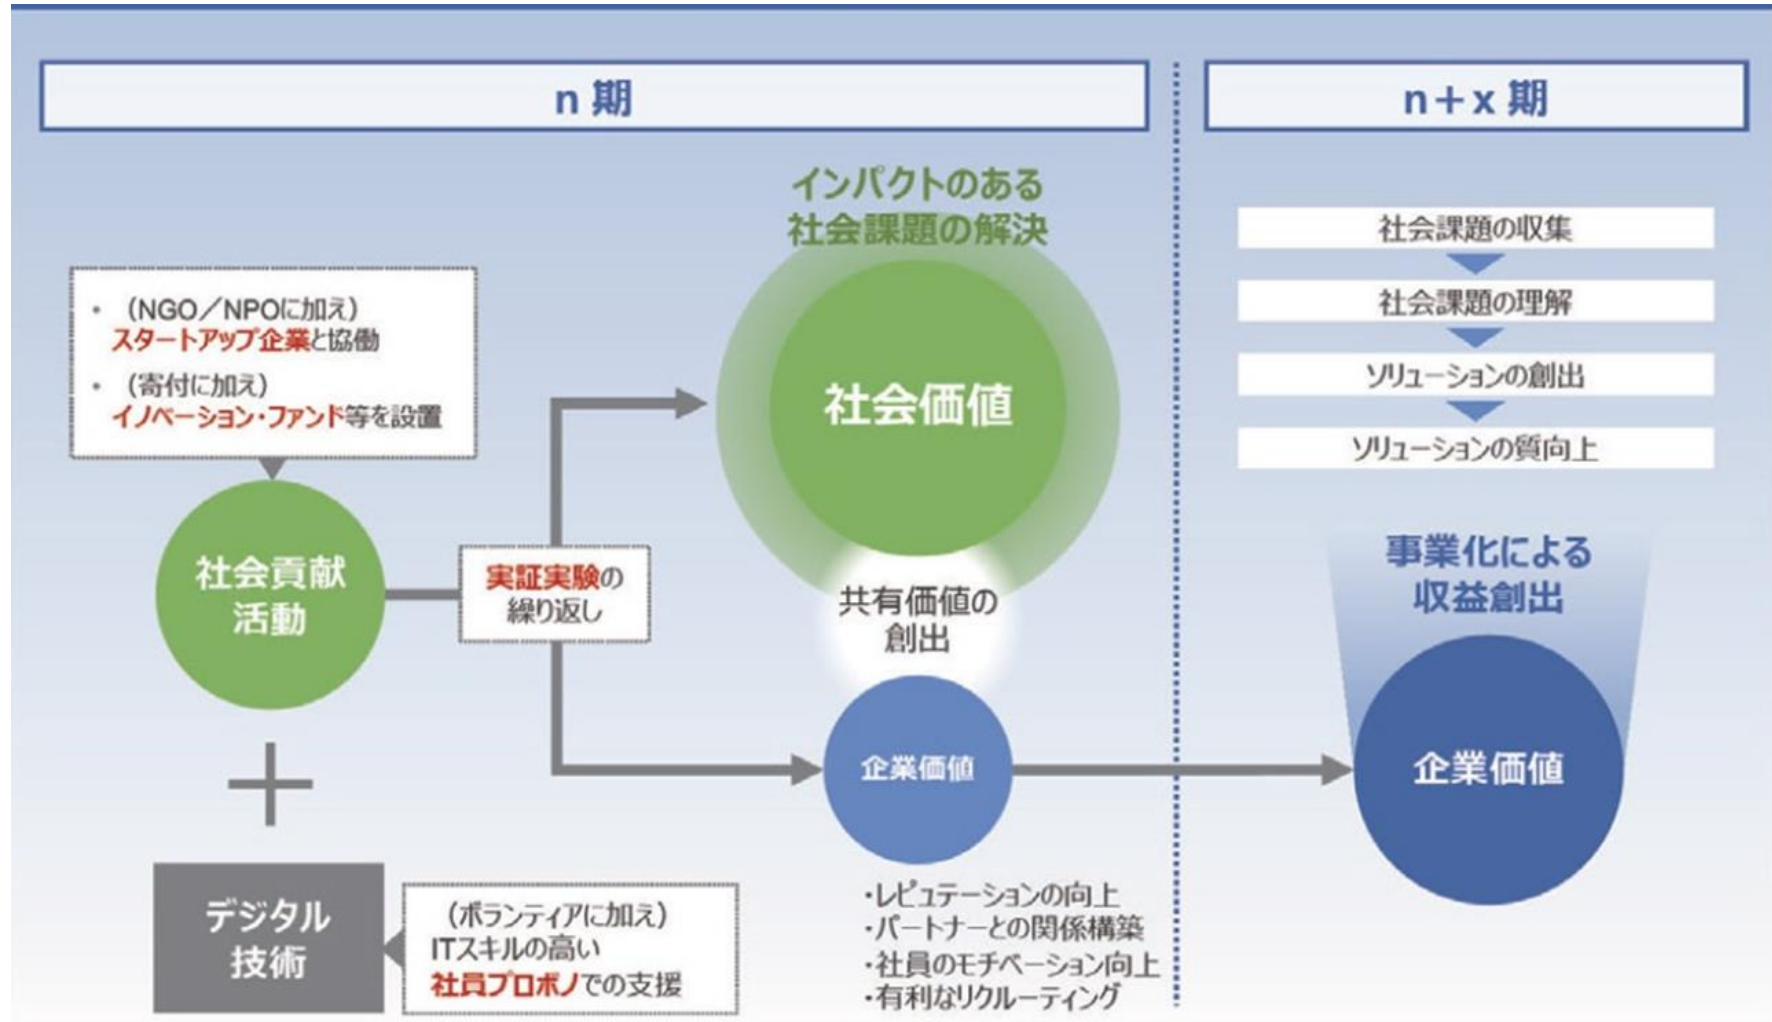 n 期
n＋x 期
インパクトのある
社会課題の解決
・ （NGO／NPOに加え）
スタートアップ企業と協働
・ （寄付に加え）
イノベーション・ファンド等を設置
社会価値
社会貢献
活動
実証実験の
繰り返し
共有価値の
創出
企業価値
デジタル
技術
（ボランティアに加え）
ITスキルの高い
社員プロボノでの支援
・レピュテーションの向上
・パートナーとの関係構築
・社員のモチベーション向上
・有利なリクルーティング
社会課題の収集
社会課題の理解
ソリューションの創出
ソリューションの質向上
事業化による
収益創出
企業価値